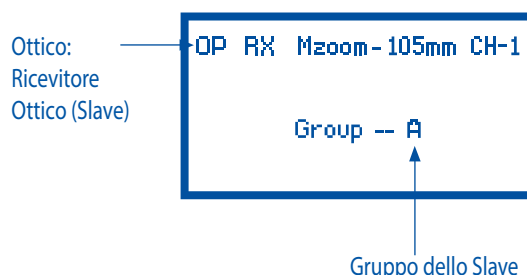 Ottico:
Ricevitore
Ottico (Slave)
OP RX Mzoom-105mm CH-1
Group -- A
Gruppo dello Slave